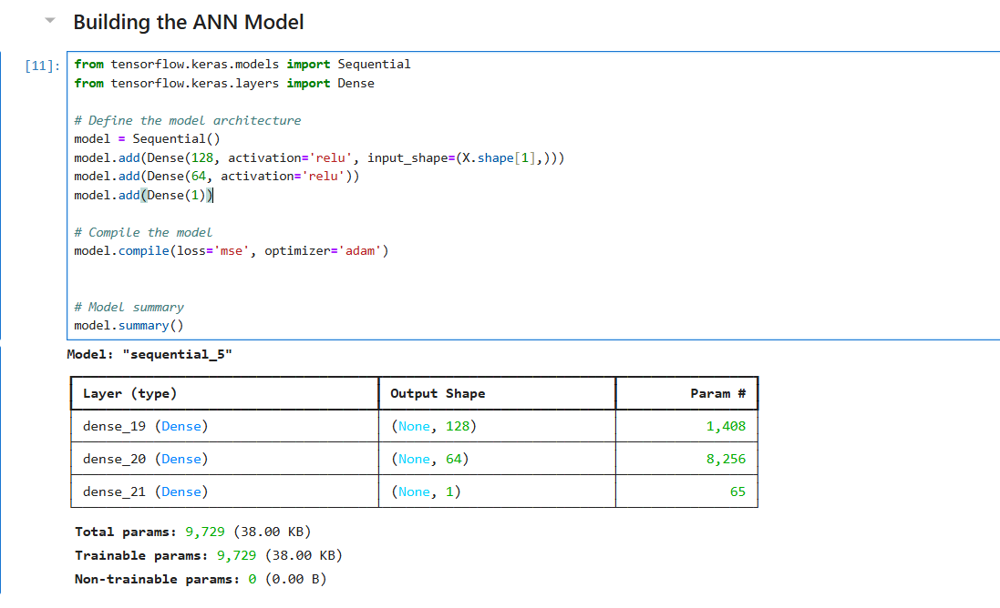 Building the ANN Model
[11]:
from tensorflow.keras.models import Sequential
from tensorflow.keras.layers import Dense
# Define the model architecture
model = Sequential()
model.add(Dense(128, activation='relu', input_shape=(X.shape[1],)))
model.add(Dense(64, activation='relu'))
model.add(Dense(1))
# Compile the model
model.compile(loss='mse', optimizer='adam')
# Model summary
model.summary()
Model: "sequential_5"
Layer (type) Output Shape Param #
dense_19 (Dense) (None, 128) 1,408
dense_20 (Dense) (None, 64) 8,256
dense_21 (Dense) (None, 1) 65
Total params: 9,729 (38.00 KB)
Trainable params: 9,729 (38.00 KB)
Non-trainable params: 0 (0.00 B)